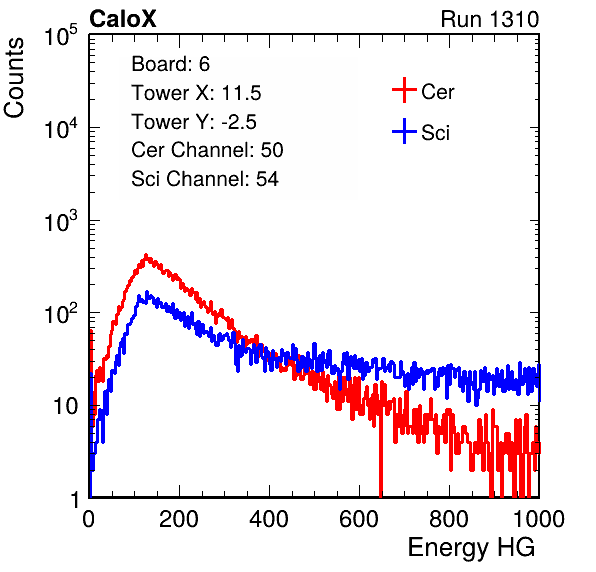 CaloX Run 1310
Counts
10^5
10^4
10^3
10^2
10
1
Board: 6
Tower X: 11.5
Tower Y: -2.5
Cer Channel: 50
Sci Channel: 54
Cer
Sci
0 200 400 600 800 1000
Energy HG